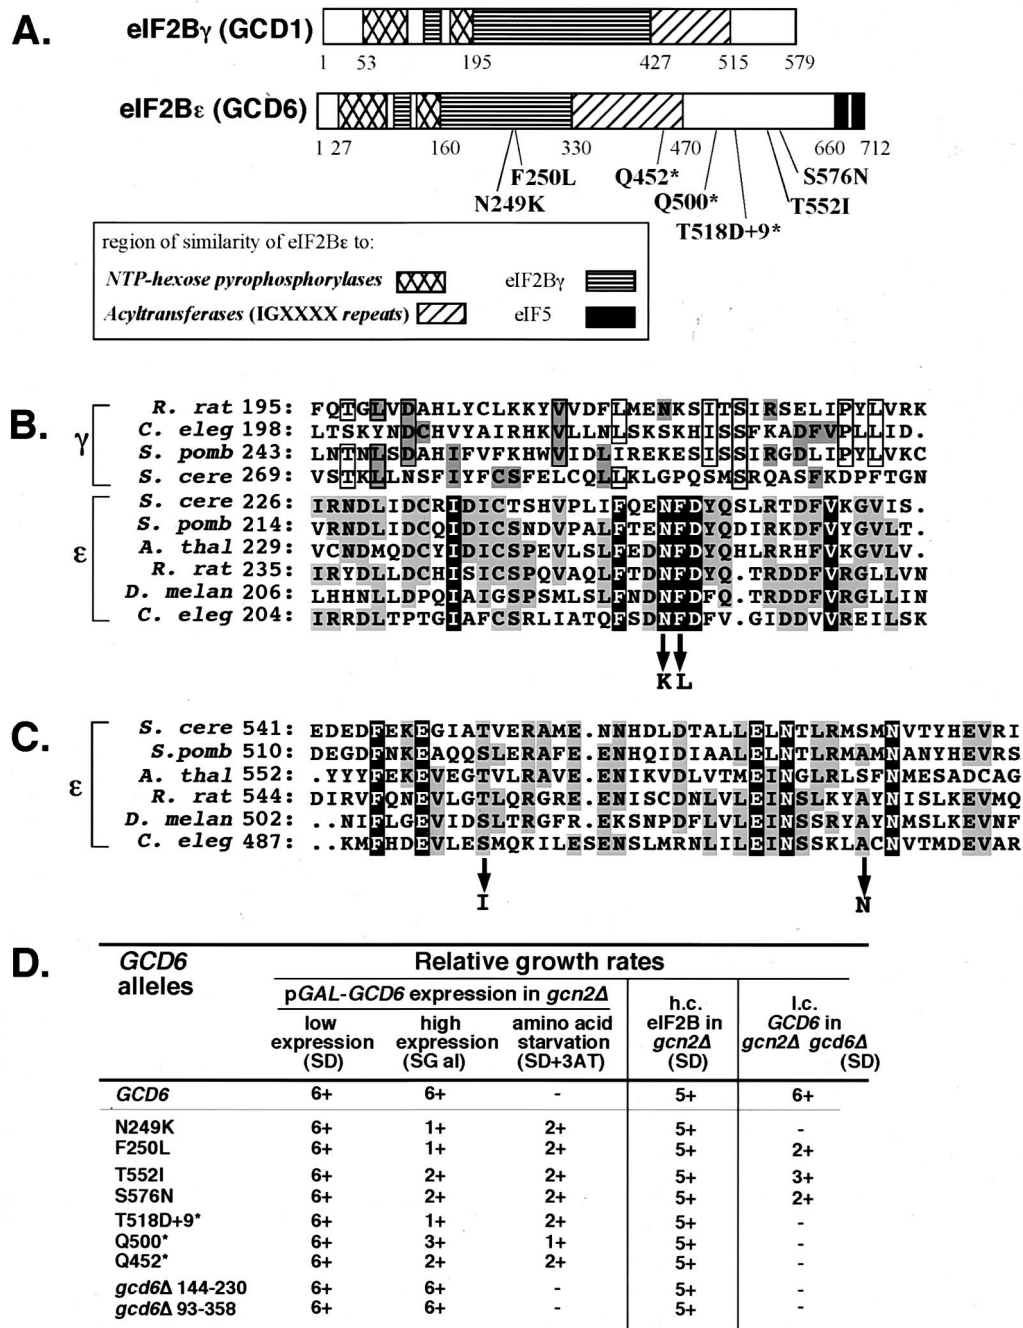 A.
eIF2Bγ (GCD1)
1 53 195 427 515 579
eIF2Bε (GCD6)
1 27 160 330 470 660 712
F250L
N249K
Q452*
Q500*
T518D+9*
S576N
T552I
region of similarity of eIF2Bε to:
NTP-hexose pyrophosphorylases eIF2Bγ
Acyltransferases (IGXXXX repeats) eIF5
B.
γ
R. rat 195: FQTGLVDAHLYCLKKYVVDFLMENKSITSIRSELIPYLVRK
C. eleg 198: LTSKYNDCHVYAIRHKVLLNLSKSKHISSFKADFVPLLID.
S. pomb 243: LNTNLSDAHIFVFKHWVIDLIREKESISSIRGDLIPYLVKC
S. cere 269: VSTKLLNSFIYFCSFELCQLLKLGPQSMSRQASFKDPFTGN
ε
S. cere 226: IRNDLIDCRIDICTSHVPLIFQENFDYQSLRTDFVKGVIS.
S. pomb 214: VRNDLIDCQIDICSNDVPALFTENFDYQDIRKDFVYGVLT.
A. thal 229: VCNDMQDCYIDICSPEVLSLFEDNFDYQHLRRHFVKGVLV.
R. rat 235: IRYDLLDCHISICSPQVAQLFTDNFDYQ.TRDDFVRGLLVN
D. melan 206: LHHNLLDPQIAIGSPSMLSLFNDNFDFQ.TRDDFVRGLLIN
C. eleg 204: IRRDLTPTGIAFCSRLIATQFSDNFDFV.GIDDVVREILSK
K L
C.
ε
S. cere 541: EDEDFEKEGIATVERAME.NNHDLDTALLELNTLRMSMNVTYHEVRI
S.pomb 510: DEGDFNKEAQQSLERAFE.ENHQIDIAALELNTLRMAMNANYHEVRS
A. thal 552: .YYYFEKEVEGTVLRAVE.ENIKVDLVTMEINGLRLSFNMESADCAG
R. rat 544: DIRVFQNEVLGTLQRGRE.ENISCDNLVLEINSLKYAYNISLKEVMQ
D. melan 502: ..NIFLGEVIDSLTRGFR.EKSNPDFLVLEINSSRYAYNMSLKEVNF
C. eleg 487: ..KMFHDEVLESMQKILESENSLMRNLILEINSSKLACNVTMDEVAR
I N
D.
GCD6 alleles
Relative growth rates
pGAL-GCD6 expression in gcn2Δ
low expression (SD)
high expression (SG al)
amino acid starvation (SD+3AT)
h.c. eIF2B in gcn2Δ (SD)
l.c. GCD6 in gcn2Δ gcd6Δ (SD)
GCD6 6+ 6+ - 5+ 6+
N249K 6+ 1+ 2+ 5+ -
F250L 6+ 1+ 2+ 5+ 2+
T552I 6+ 2+ 2+ 5+ 3+
S576N 6+ 2+ 2+ 5+ 2+
T518D+9* 6+ 1+ 2+ 5+ -
Q500* 6+ 3+ 1+ 5+ -
Q452* 6+ 2+ 2+ 5+ -
gcd6Δ 144-230 6+ 6+ - 5+ -
gcd6Δ 93-358 6+ 6+ - 5+ -